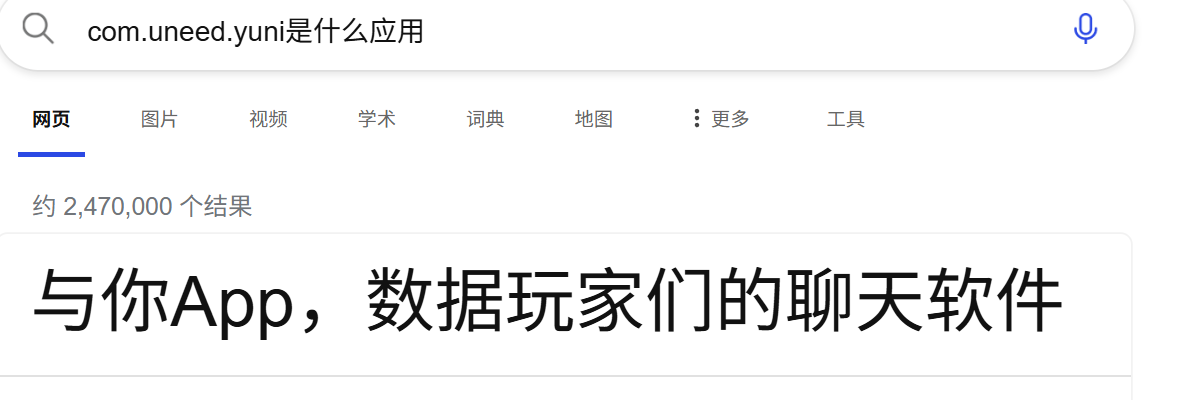 com.uneed.yuni是什么应用
网页 图片 视频 学术 词典 地图 更多 工具
约 2,470,000 个结果
与你App，数据玩家们的聊天软件